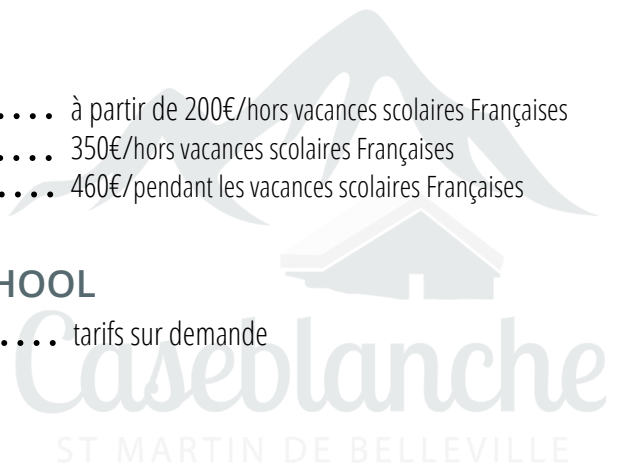 .... à partir de 200€/hors vacances scolaires Françaises
.... 350€/hors vacances scolaires Françaises
.... 460€/pendant les vacances scolaires Françaises
HOOL
.... tarifs sur demande
Caseblanche
ST MARTIN DE BELLEVILLE